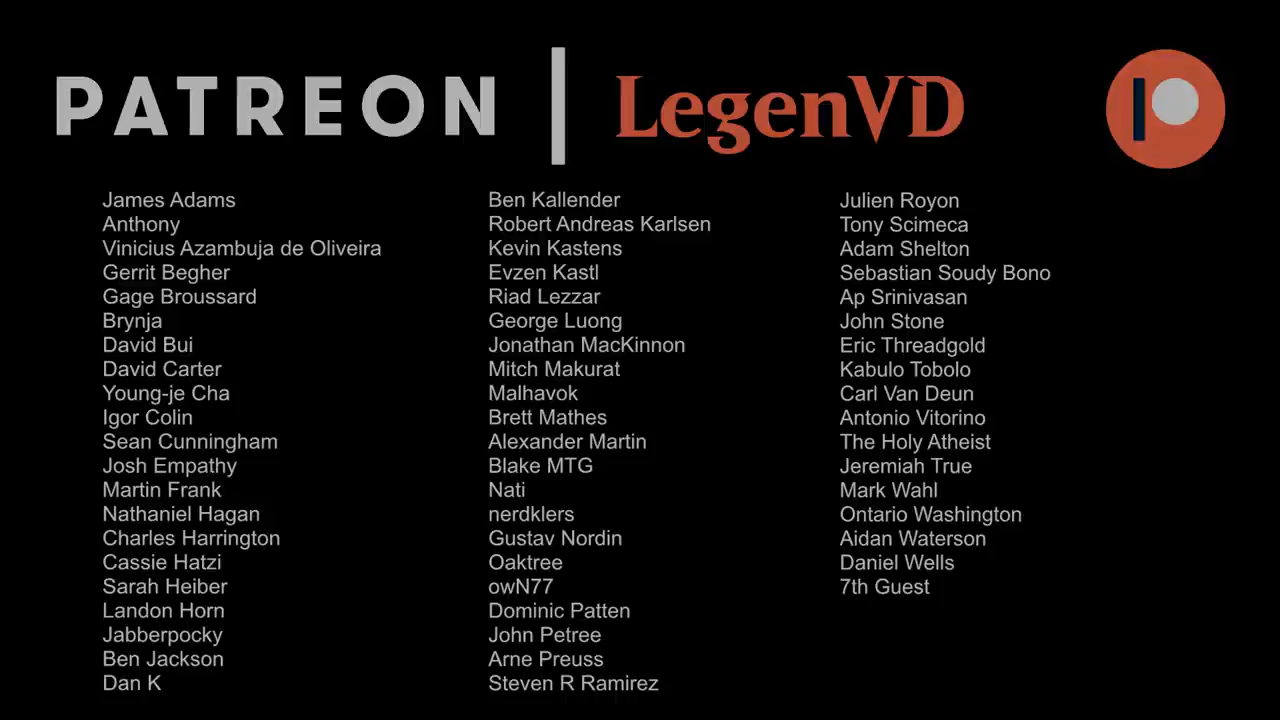 PATREON | LegenVD
James Adams
Anthony
Vinicius Azambuja de Oliveira
Gerrit Begher
Gage Broussard
Brynja
David Bui
David Carter
Young-je Cha
Igor Colin
Sean Cunningham
Josh Empathy
Martin Frank
Nathaniel Hagan
Charles Harrington
Cassie Hatzi
Sarah Heiber
Landon Horn
Jabberpocky
Ben Jackson
Dan K
Ben Kallender
Robert Andreas Karlsen
Kevin Kastens
Evzen Kastl
Riad Lezzar
George Luong
Jonathan MacKinnon
Mitch Makurat
Malhavok
Brett Mathes
Alexander Martin
Blake MTG
Nati
nerdklers
Gustav Nordin
Oaktree
owN77
Dominic Patten
John Petree
Arne Preuss
Steven R Ramirez
Julien Royon
Tony Scimeca
Adam Shelton
Sebastian Soudy Bono
Ap Srinivasan
John Stone
Eric Threadgold
Kabulo Tobolo
Carl Van Deun
Antonio Vitorino
The Holy Atheist
Jeremiah True
Mark Wahl
Ontario Washington
Aidan Waterson
Daniel Wells
7th Guest